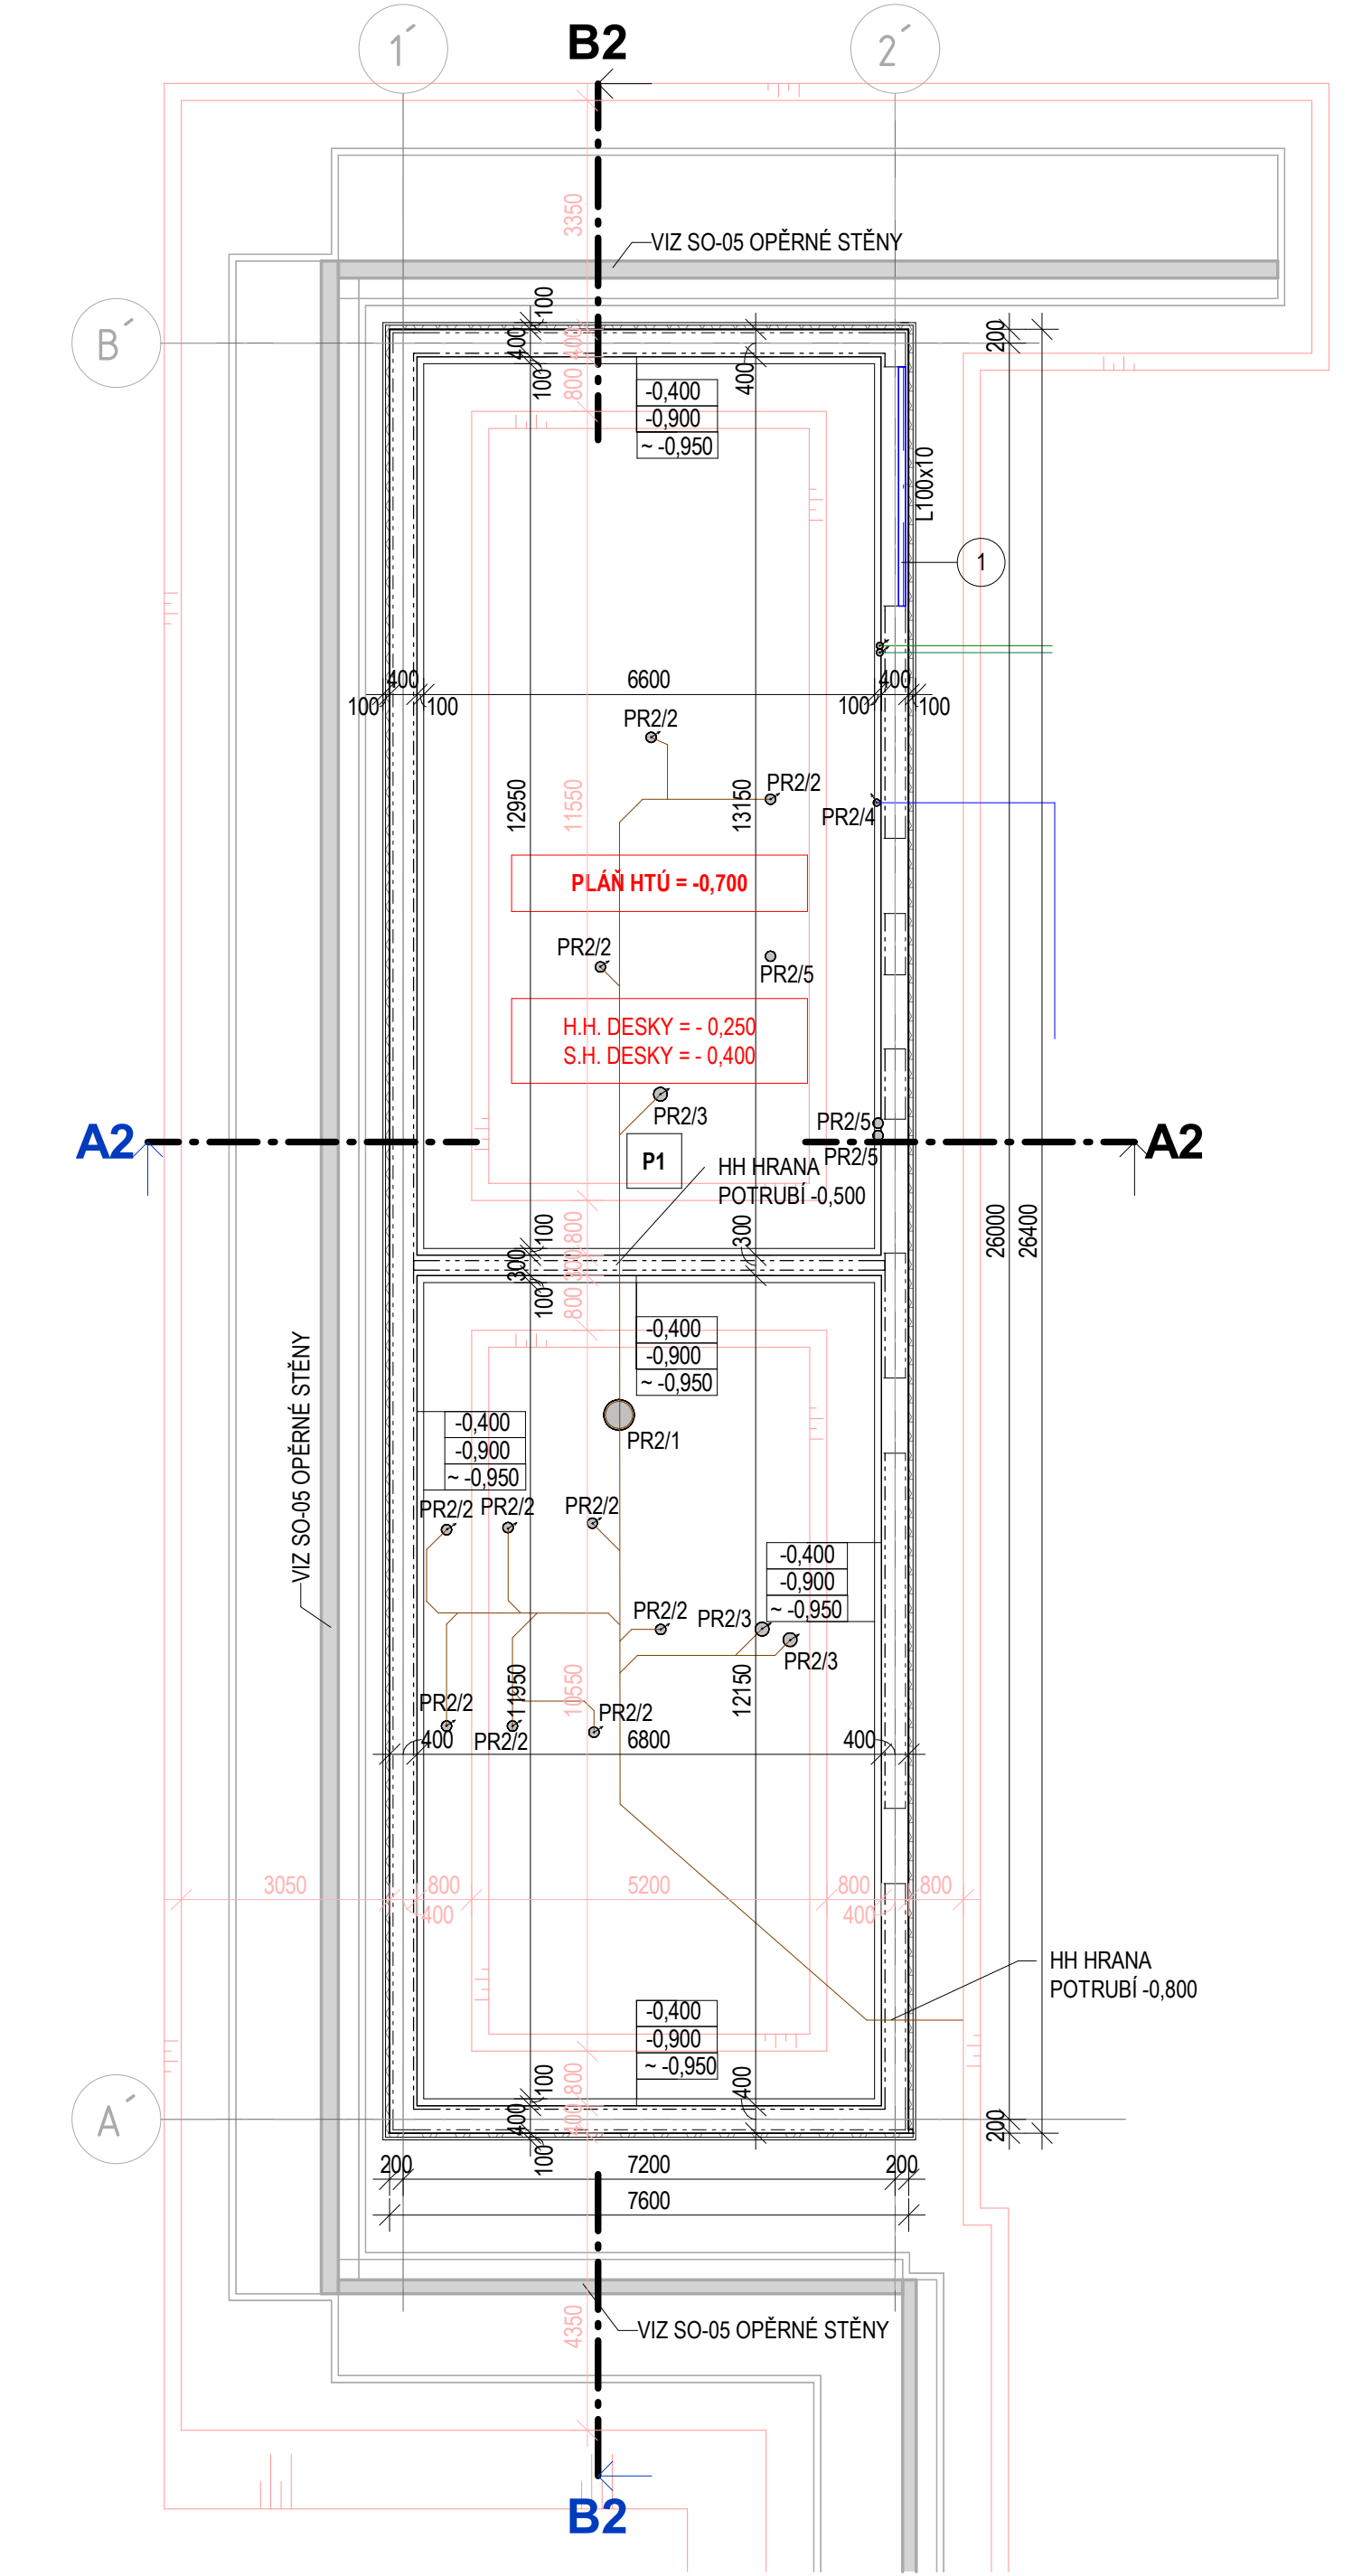 1´
B2
2´
3350
VIZ SO-05 OPĚRNÉ STĚNY
B´
100
400
400
100
800
400
200
-0,400
-0,900
~ -0,950
L100x10
1
400
6600
400
100
100
100
100
PR2/2
PR2/2
PR2/4
12950
11550
13150
PLÁŇ HTÚ = -0,700
PR2/2
PR2/5
H.H. DESKY = - 0,250
S.H. DESKY = - 0,400
PR2/3
PR2/5
PR2/5
A2
A2
P1
HH HRANA
POTRUBÍ -0,500
26000
26400
100
800
300
300
300
100
800
-0,400
-0,900
~ -0,950
VIZ SO-05 OPĚRNÉ STĚNY
PR2/1
-0,400
-0,900
~ -0,950
PR2/2
PR2/2
PR2/2
-0,400
-0,900
~ -0,950
PR2/2
PR2/3
PR2/3
11950
10550
12150
PR2/2
PR2/2
PR2/2
400
6800
400
3050
800
5200
800
800
400
400
HH HRANA
POTRUBÍ -0,800
-0,400
-0,900
~ -0,950
100
800
400
400
400
100
200
A´
200
7200
200
7600
4350
VIZ SO-05 OPĚRNÉ STĚNY
B2